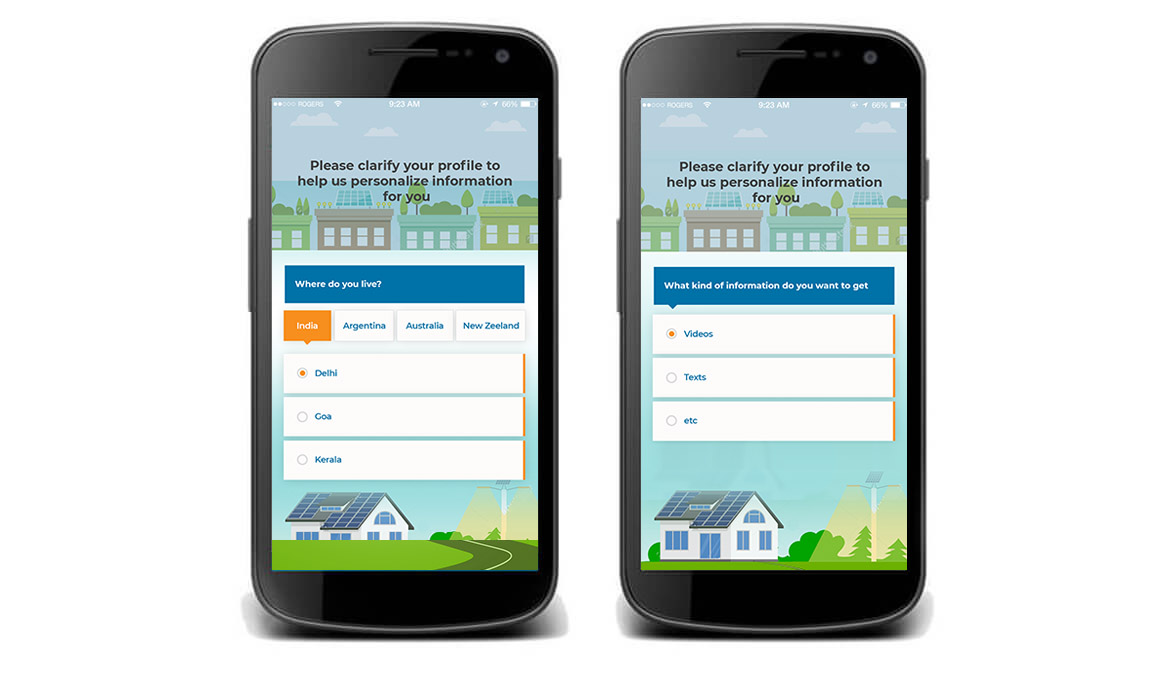 ROGERS 9:23 AM 66%
Please clarify your profile to
help us personalize information
for you
Where do you live?
India Argentina Australia New Zeeland
Delhi
Goa
Kerala
ROGERS 9:23 AM 66%
Please clarify your profile to
help us personalize information
for you
What kind of information do you want to get
Videos
Texts
etc